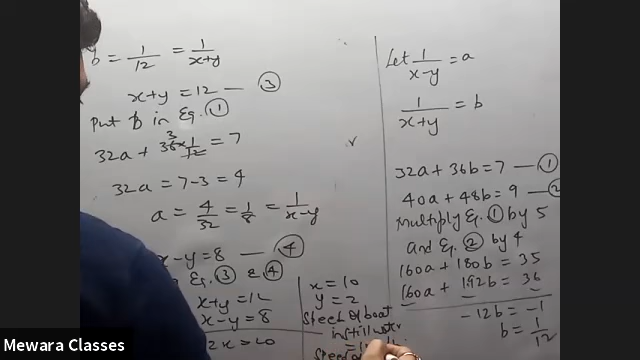 b = 1/12 = 1/x+y
x+y = 12 — ③
Put b in Eq. ①
32a + 36 × 1/12 = 7
3
32a = 7-3 = 4
a = 4/32 = 1/8 = 1/x-y
x-y = 8 — ④
Eq. ③ & ④
x+y = 12
x-y = 8
2x = 20
x = 10
y = 2
Speed of boat
in still water
Let 1/x-y = a
1/x+y = b
32a + 36b = 7 — ①
40a + 48b = 9 — ②
Multiply Eq. ① by 5
and Eq. ② by 4
160a + 180b = 35
160a + 192b = 36
- - -
-12b = -1
b = 1/12
Mewara Classes